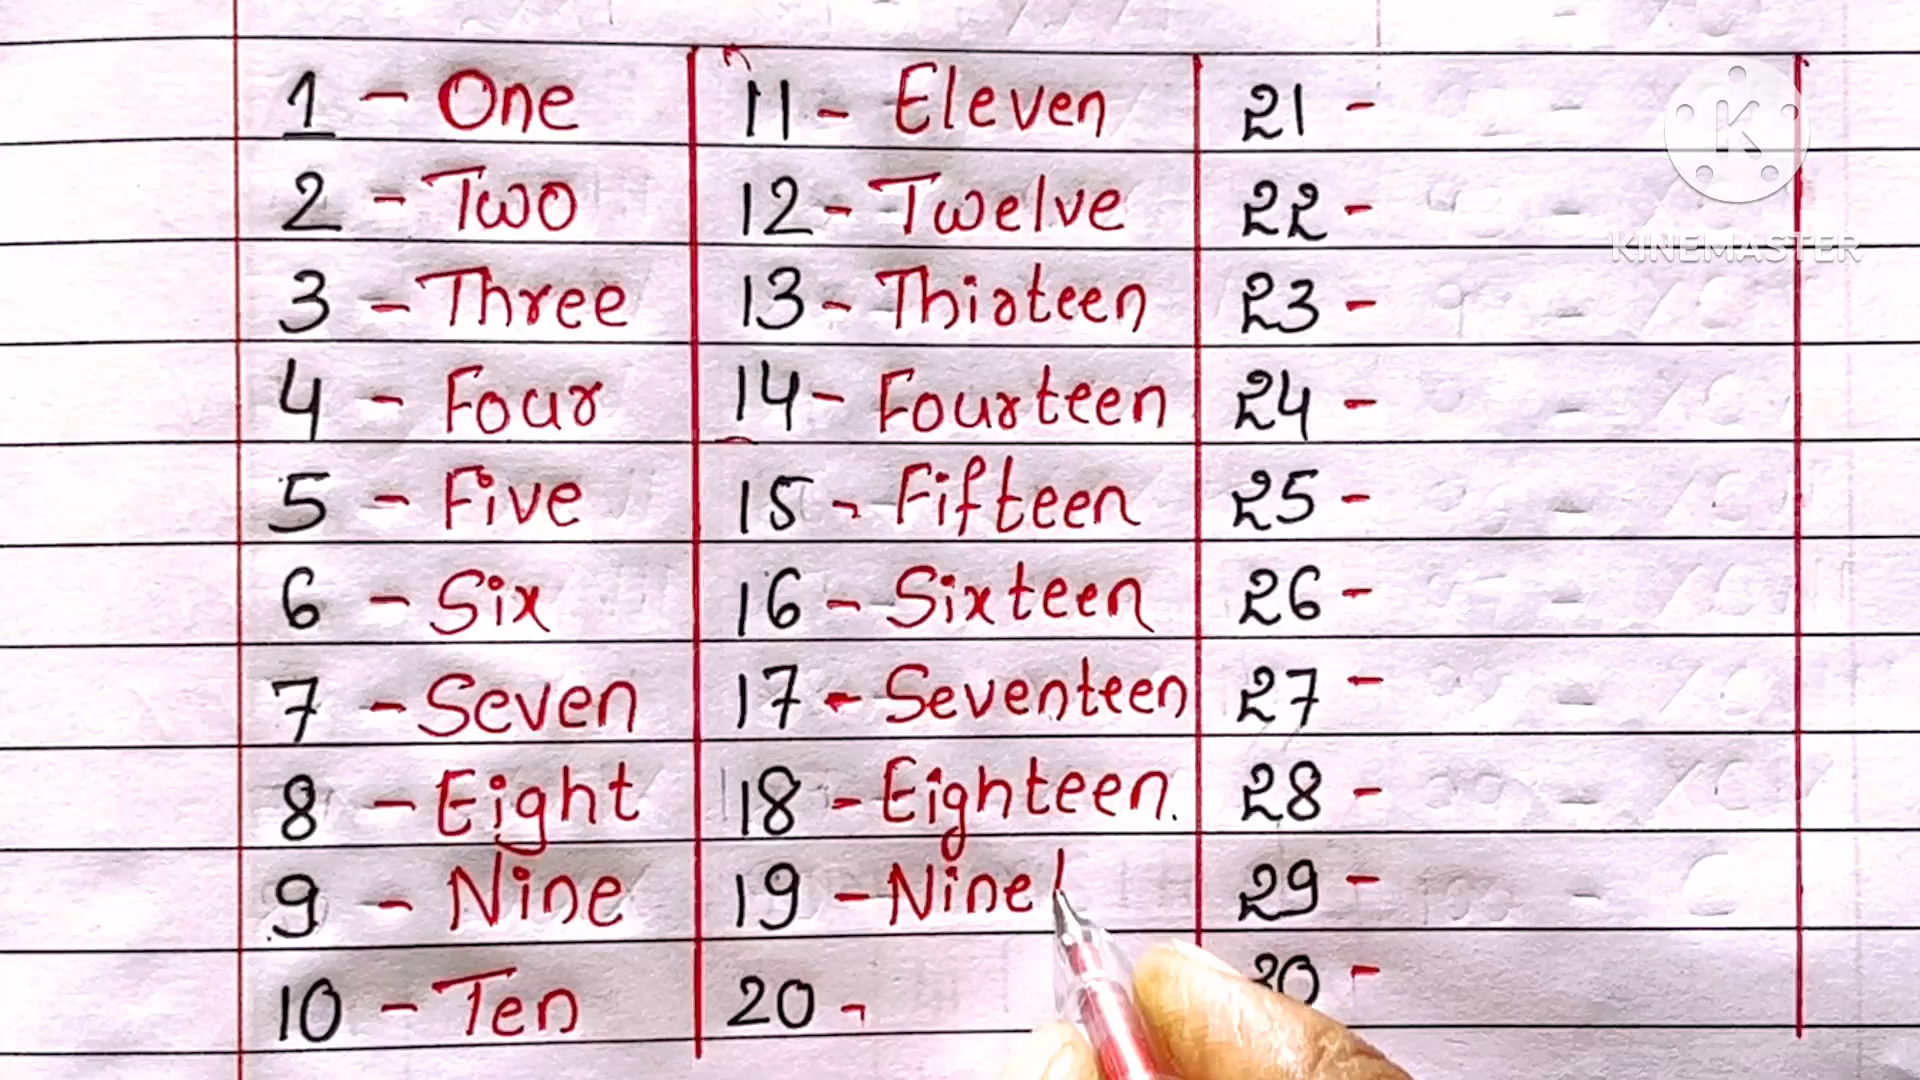 1 - One
2 - Two
3 - Three
4 - Four
5 - Five
6 - Six
7 - Seven
8 - Eight
9 - Nine
10 - Ten
11 - Eleven
12 - Twelve
13 - Thirteen
14 - Fourteen
15 - Fifteen
16 - Sixteen
17 - Seventeen
18 - Eighteen.
19 - Nine
20 -
21 -
22 -
23 -
24 -
25 -
26 -
27 -
28 -
29 -
30 -
K
KINEMASTER